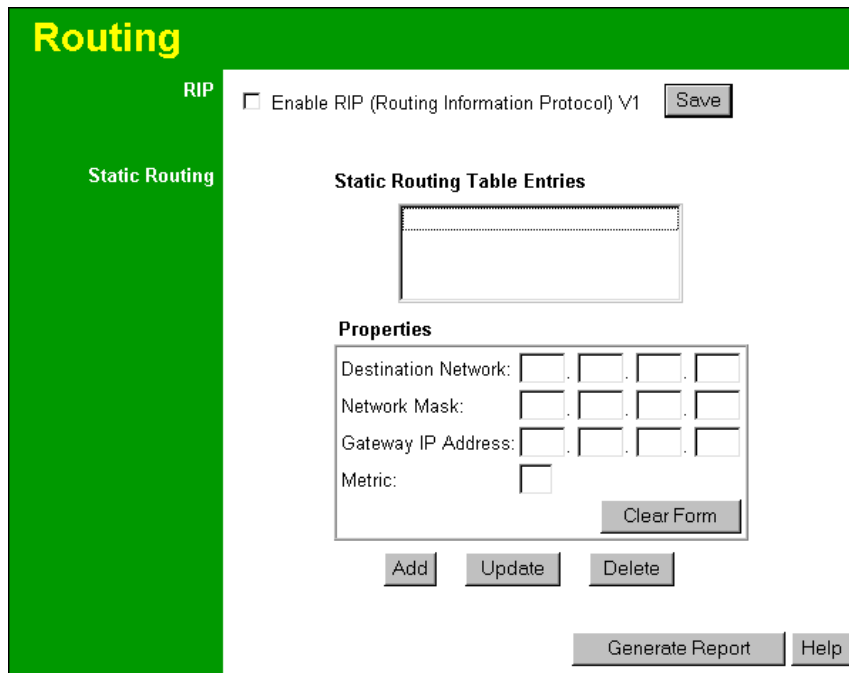 Routing
RIP
Enable RIP (Routing Information Protocol) V1 Save
Static Routing
Static Routing Table Entries
Properties
Destination Network: . . .
Network Mask: . . .
Gateway IP Address: . . .
Metric:
Clear Form
Add Update Delete
Generate Report Help